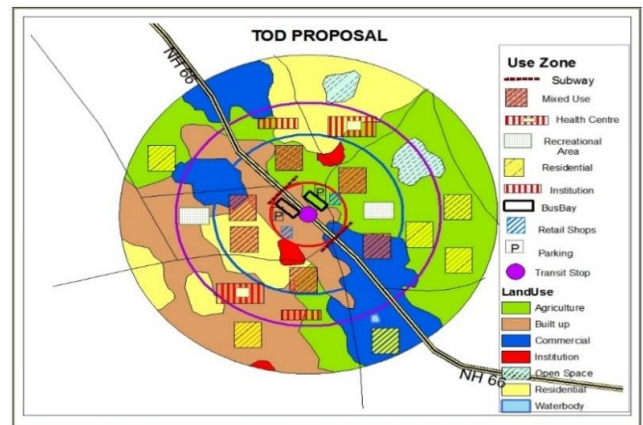 TOD PROPOSAL
NH 66
P
P
NH 66
Use Zone
Subway
Mixed Use
Health Centre
Recreational
Area
Residential
Institution
BusBay
Retail Shops
P
Parking
Transit Stop
LandUse
Agriculture
Built up
Commercial
Institution
Open Space
Residential
Waterbody